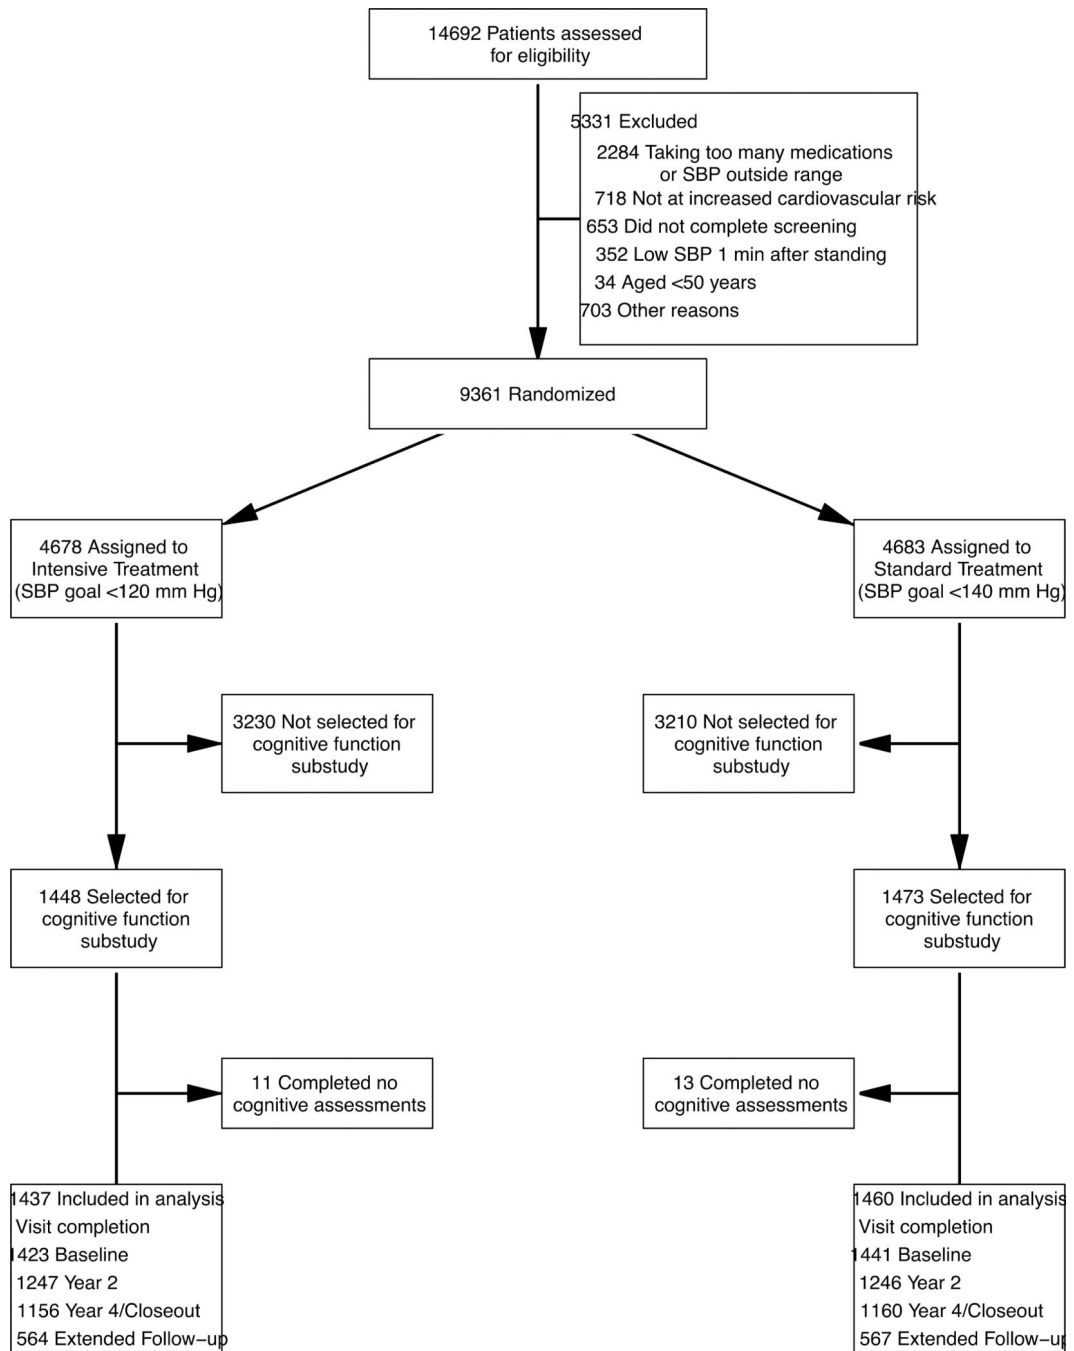 14692 Patients assessed
for eligibility
5331 Excluded
2284 Taking too many medications
or SBP outside range
718 Not at increased cardiovascular risk
653 Did not complete screening
352 Low SBP 1 min after standing
34 Aged <50 years
703 Other reasons
9361 Randomized
4678 Assigned to
Intensive Treatment
(SBP goal <120 mm Hg)
4683 Assigned to
Standard Treatment
(SBP goal <140 mm Hg)
3230 Not selected for
cognitive function
substudy
3210 Not selected for
cognitive function
substudy
1448 Selected for
cognitive function
substudy
1473 Selected for
cognitive function
substudy
11 Completed no
cognitive assessments
13 Completed no
cognitive assessments
1437 Included in analysis
Visit completion
1423 Baseline
1247 Year 2
1156 Year 4/Closeout
564 Extended Follow−up
1460 Included in analysis
Visit completion
1441 Baseline
1246 Year 2
1160 Year 4/Closeout
567 Extended Follow−up